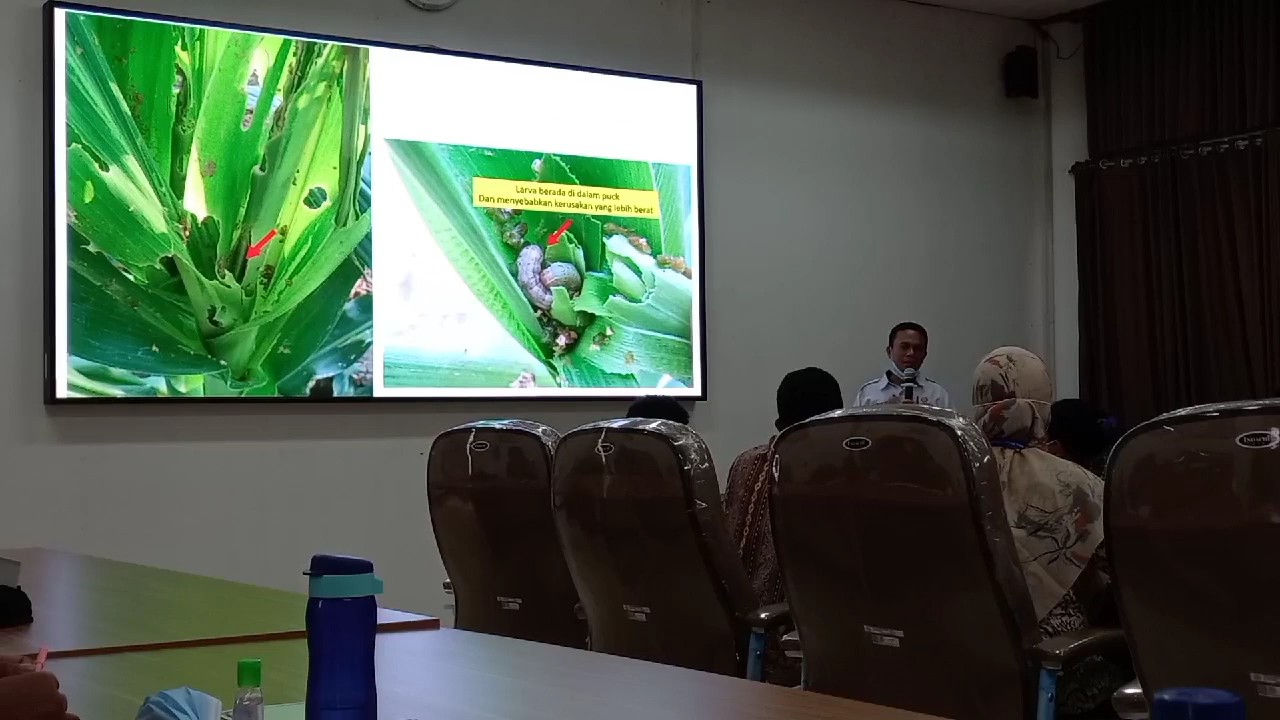 Larva berada di dalam puck
Dan menyebabkan kerusakan yang lebih berat